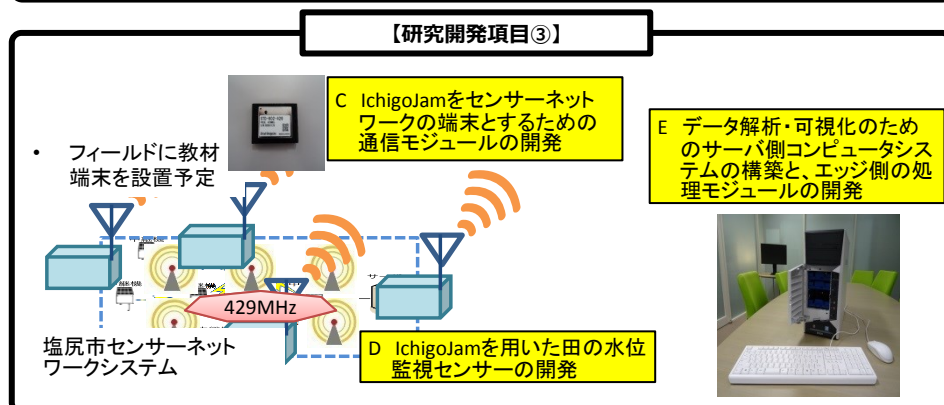 【研究開発項目③】
C IchigoJamをセンサーネット
ワークの端末とするための
通信モジュールの開発
E データ解析・可視化のため
のサーバ側コンピュータシス
テムの構築と、エッジ側の処
理モジュールの開発
• フィールドに教材
端末を設置予定
429MHz
塩尻市センサーネット
ワークシステム
D IchigoJamを用いた田の水位
監視センサーの開発